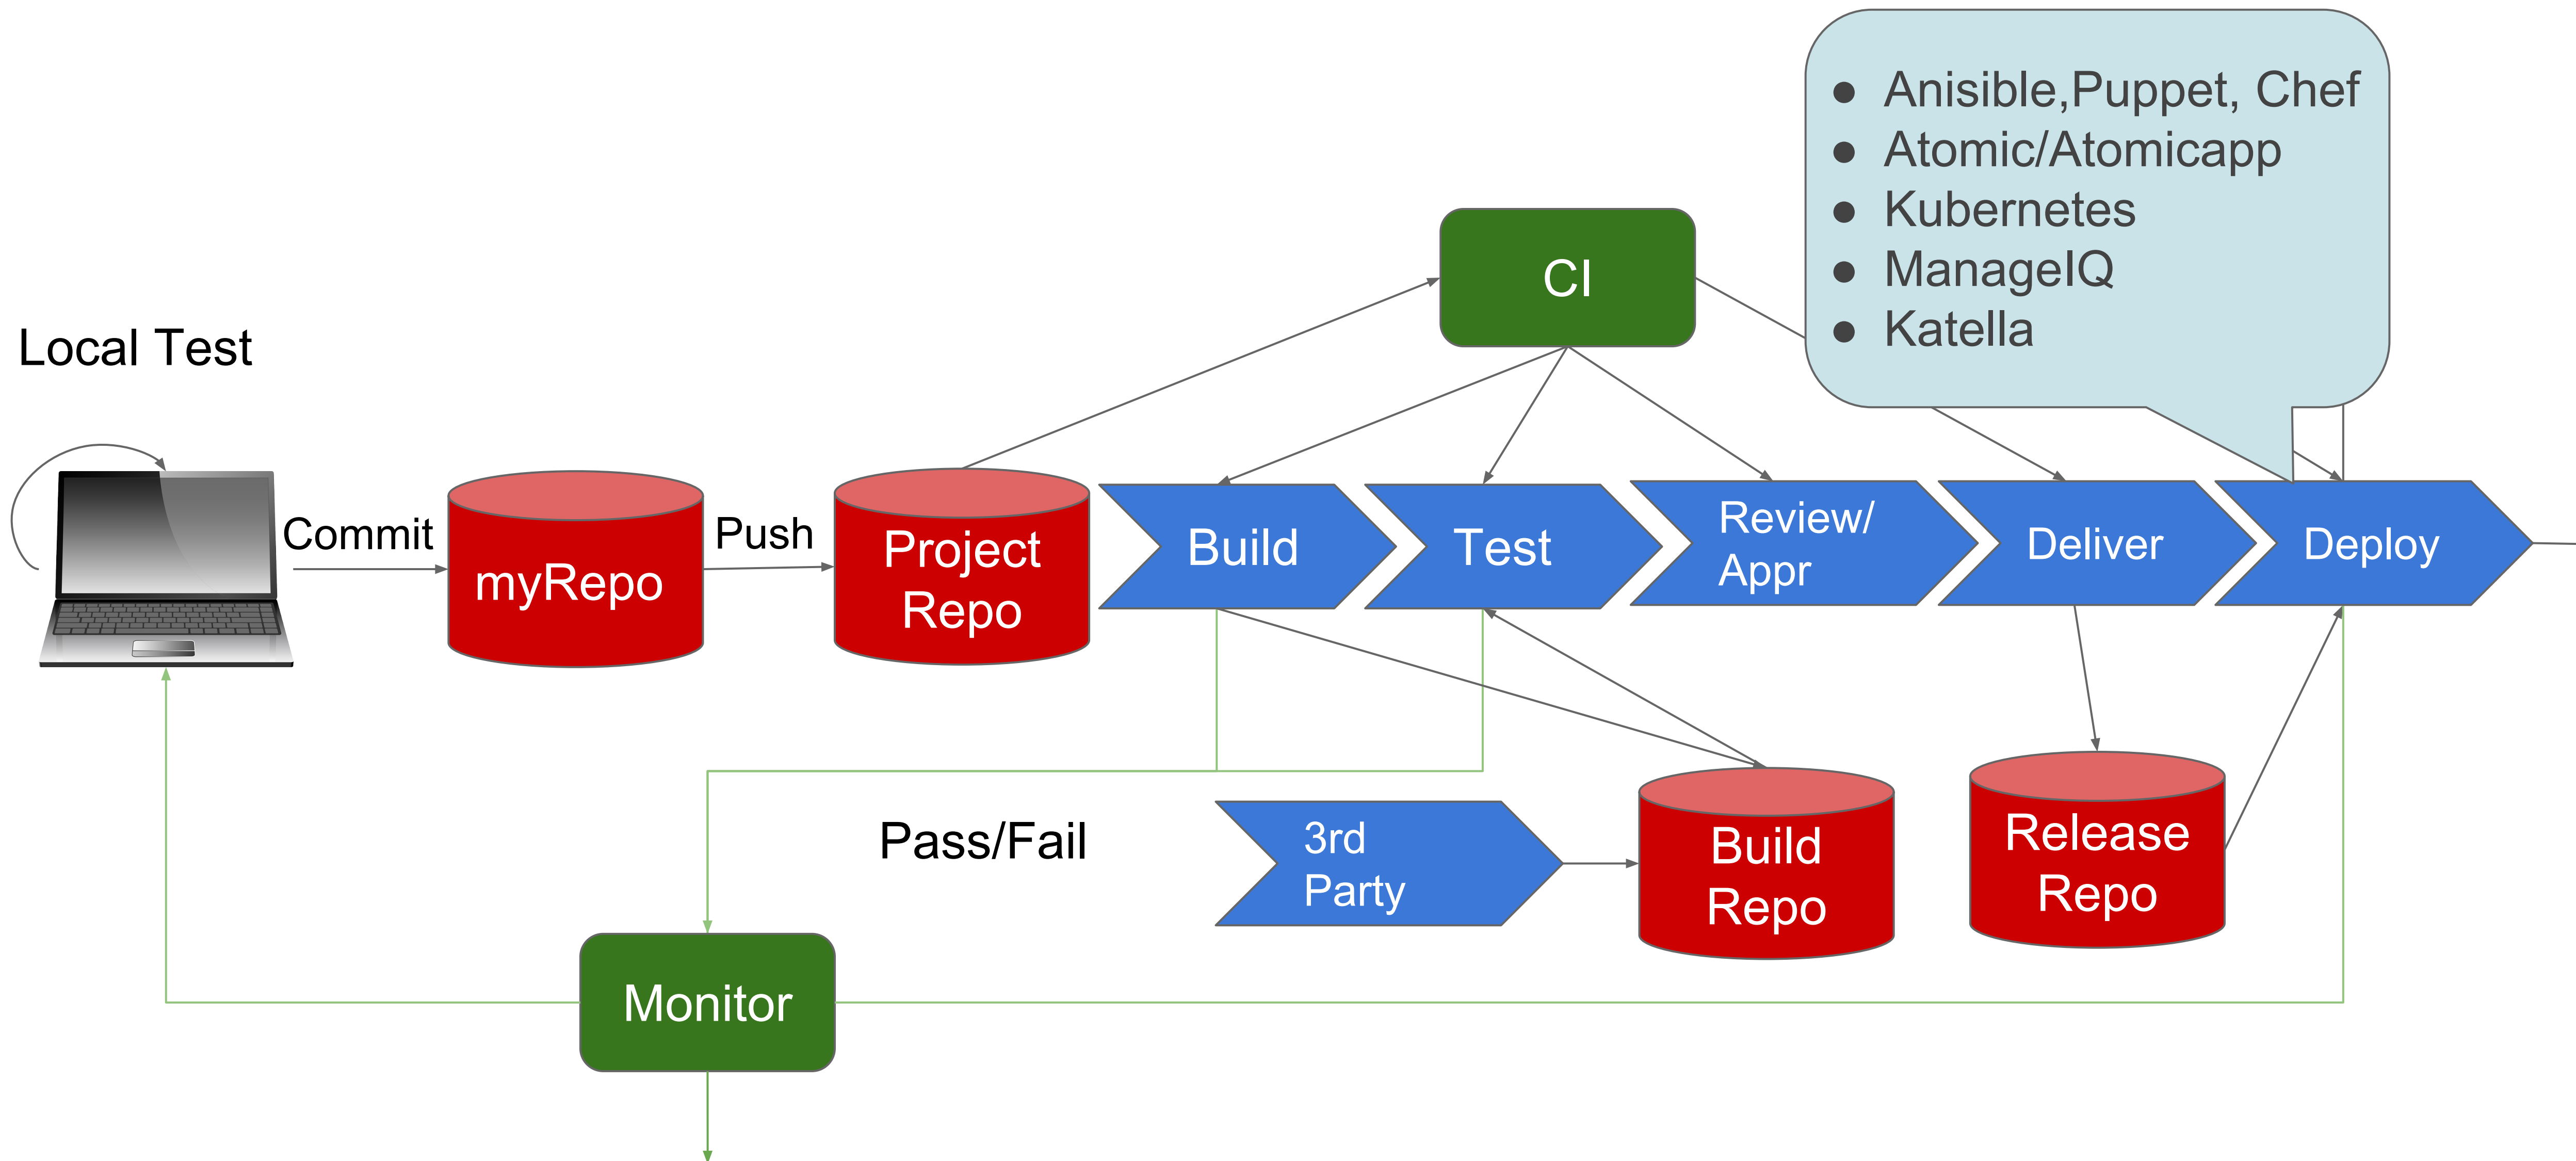 Anisible,Puppet, Chef
Atomic/Atomicapp
Kubernetes
ManageIQ
Katella
CI
Local Test
Commit
myRepo
Push
Project
Repo
Build
Test
Review/
Appr
Deliver
Deploy
Pass/Fail
3rd
Party
Build
Repo
Release
Repo
Monitor